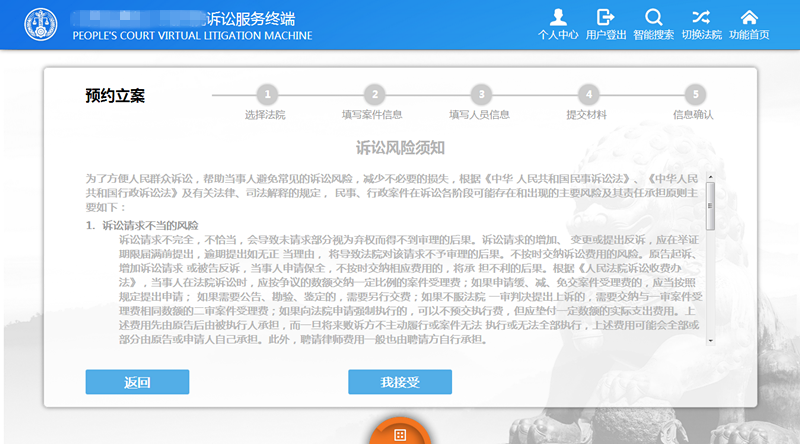 诉讼服务终端
PEOPLE'S COURT VIRTUAL LITIGATION MACHINE
个人中心 用户登出 智能搜索 切换法院 功能首页
预约立案
1 2 3 4 5
选择法院 填写案件信息 填写人员信息 提交材料 信息确认
诉讼风险须知
为了方便人民群众诉讼，帮助当事人避免常见的诉讼风险，减少不必要的损失，根据《中华 人民共和国民事诉讼法》、《中华人民
共和国行政诉讼法》及有关法律、司法解释的规定， 民事、行政案件在诉讼各阶段可能存在和出现的主要风险及其责任承担原则主
要如下：
1. 诉讼请求不当的风险
诉讼请求不完全，不恰当，会导致未请求部分视为弃权而得不到审理的后果。诉讼请求的增加、 变更或提出反诉，应在举证
期限届满前提出，逾期提出如无正 当理由， 将导致法院对该请求不予审理的后果。不按时交纳诉讼费用的风险。原告起诉、
增加诉讼请求 或被告反诉，当事人申请保全，不按时交纳相应费用的，将承 担不利的后果。根据《人民法院诉讼收费办
法》，当事人在法院诉讼时，应按争议的数额交纳一定比例的案件受理费；如果申请缓、减、免交案件受理费的，应当按照
规定提出申请； 如果需要公告、勘验、鉴定的，需要另行交费；如果不服法院 一审判决提出上诉的，需要交纳与一审案件受
理费相同数额的二审案件受理费；如果向法院申请强制执行的，可以不预交执行费，但应垫付一定数额的实际支出费用。上
述费用先由原告后由被执行人承担，而一旦将来败诉方不主动履行或案件无法 执行或无法全部执行，上述费用可能会全部或
部分由原告或申请人自己承担。此外，聘请律师费用一般也由聘请方自行承担。
返回 我接受